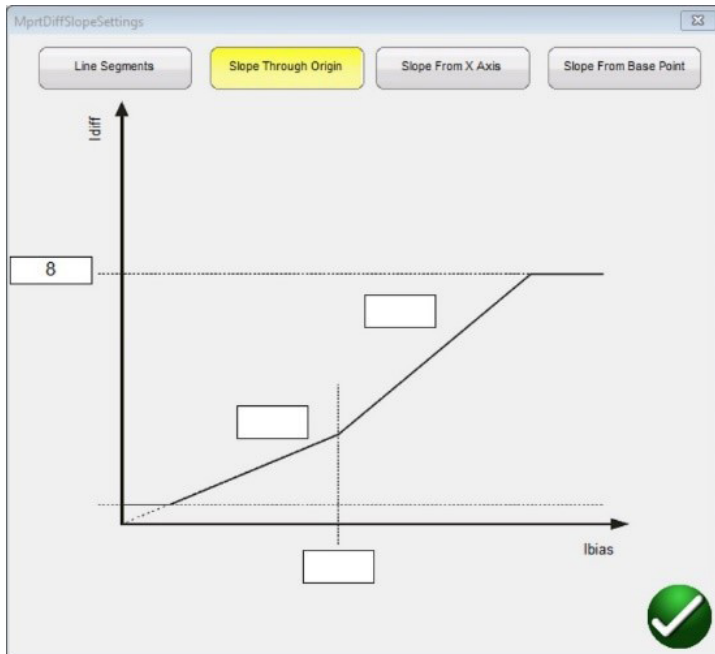 MprtDiffSlopeSettings
Line Segments
Slope Through Origin
Slope From X Axis
Slope From Base Point
Idiff
8
Ibias